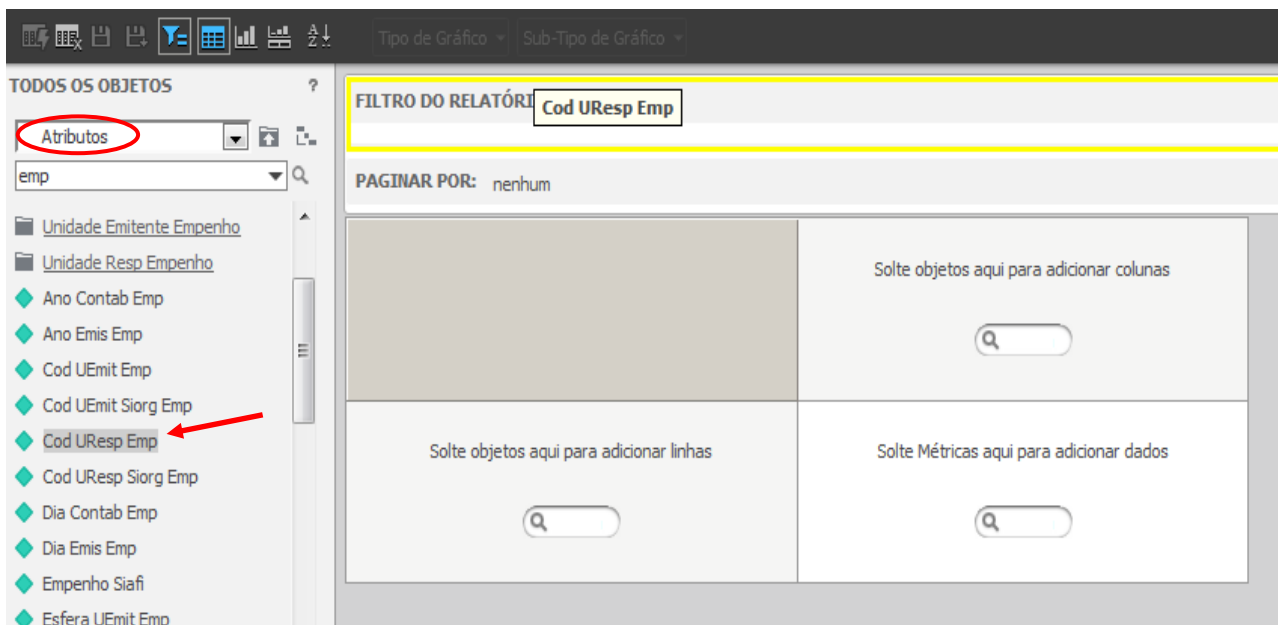 Tipo de Gráfico
Sub-Tipo de Gráfico
TODOS OS OBJETOS
?
Atributos
emp
Unidade Emitente Empenho
Unidade Resp Empenho
Ano Contab Emp
Ano Emis Emp
Cod UEmit Emp
Cod UEmit Siorg Emp
Cod UResp Emp
Cod UResp Siorg Emp
Dia Contab Emp
Dia Emis Emp
Empenho Siafi
Esfera UEmit Emp
FILTRO DO RELATÓRI
Cod UResp Emp
PAGINAR POR: nenhum
Solte objetos aqui para adicionar colunas
Solte objetos aqui para adicionar linhas
Solte Métricas aqui para adicionar dados